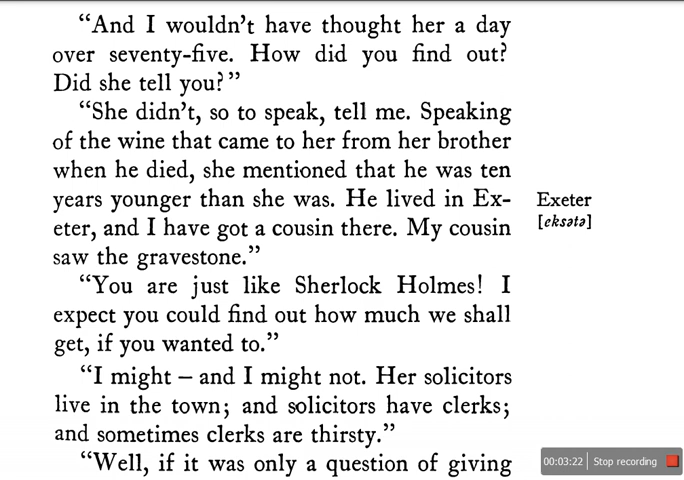 “And I wouldn’t have thought her a day
over seventy-five. How did you find out?
Did she tell you?”
“She didn’t, so to speak, tell me. Speaking
of the wine that came to her from her brother
when he died, she mentioned that he was ten
years younger than she was. He lived in Ex-
eter, and I have got a cousin there. My cousin
saw the gravestone.”
“You are just like Sherlock Holmes! I
expect you could find out how much we shall
get, if you wanted to.”
“I might – and I might not. Her solicitors
live in the town; and solicitors have clerks;
and sometimes clerks are thirsty.”
“Well, if it was only a question of giving
Exeter
[eksətə]
00:03:22 Stop recording